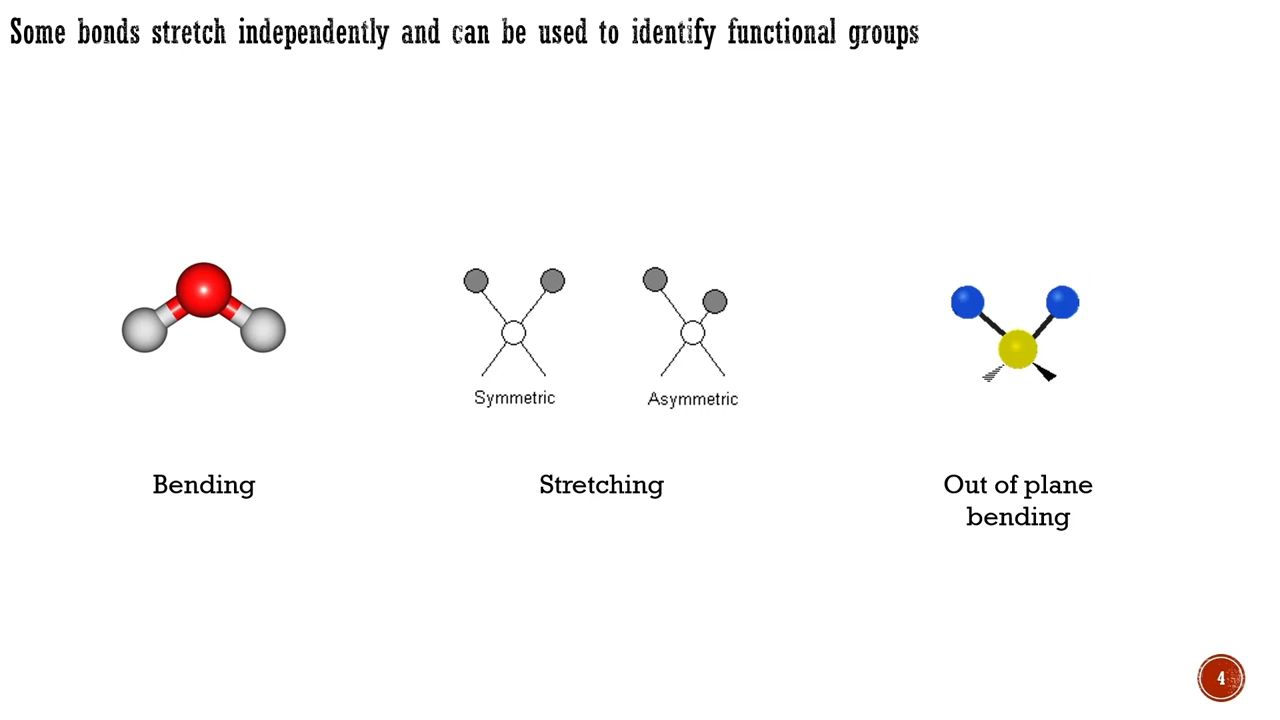 Some bonds stretch independently and can be used to identify functional groups
Symmetric
Asymmetric
Bending
Stretching
Out of plane
bending
4